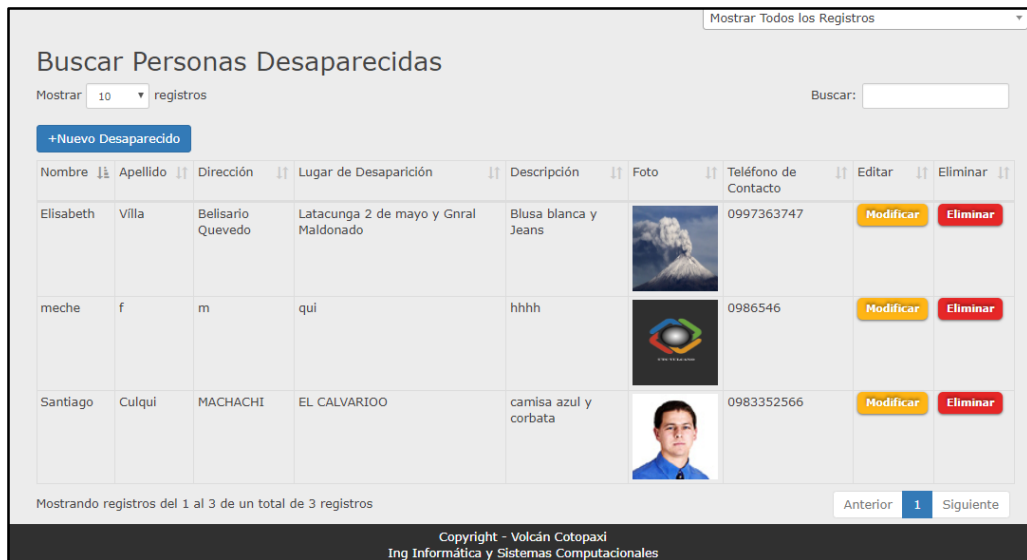 Mostrar Todos los Registros
Buscar Personas Desaparecidas
Mostrar 10 registros Buscar:
+Nuevo Desaparecido
Nombre Apellido Dirección Lugar de Desaparición Descripción Foto Teléfono de Contacto Editar Eliminar
Elisabeth Vílla Belisario Quevedo Latacunga 2 de mayo y Gnral Maldonado Blusa blanca y Jeans 0997363747 Modificar Eliminar
meche f m qui hhhh 0986546 Modificar Eliminar
Santiago Culqui MACHACHI EL CALVARIOO camisa azul y corbata 0983352566 Modificar Eliminar
Mostrando registros del 1 al 3 de un total de 3 registros Anterior 1 Siguiente
Copyright - Volcán Cotopaxi
Ing Informática y Sistemas Computacionales